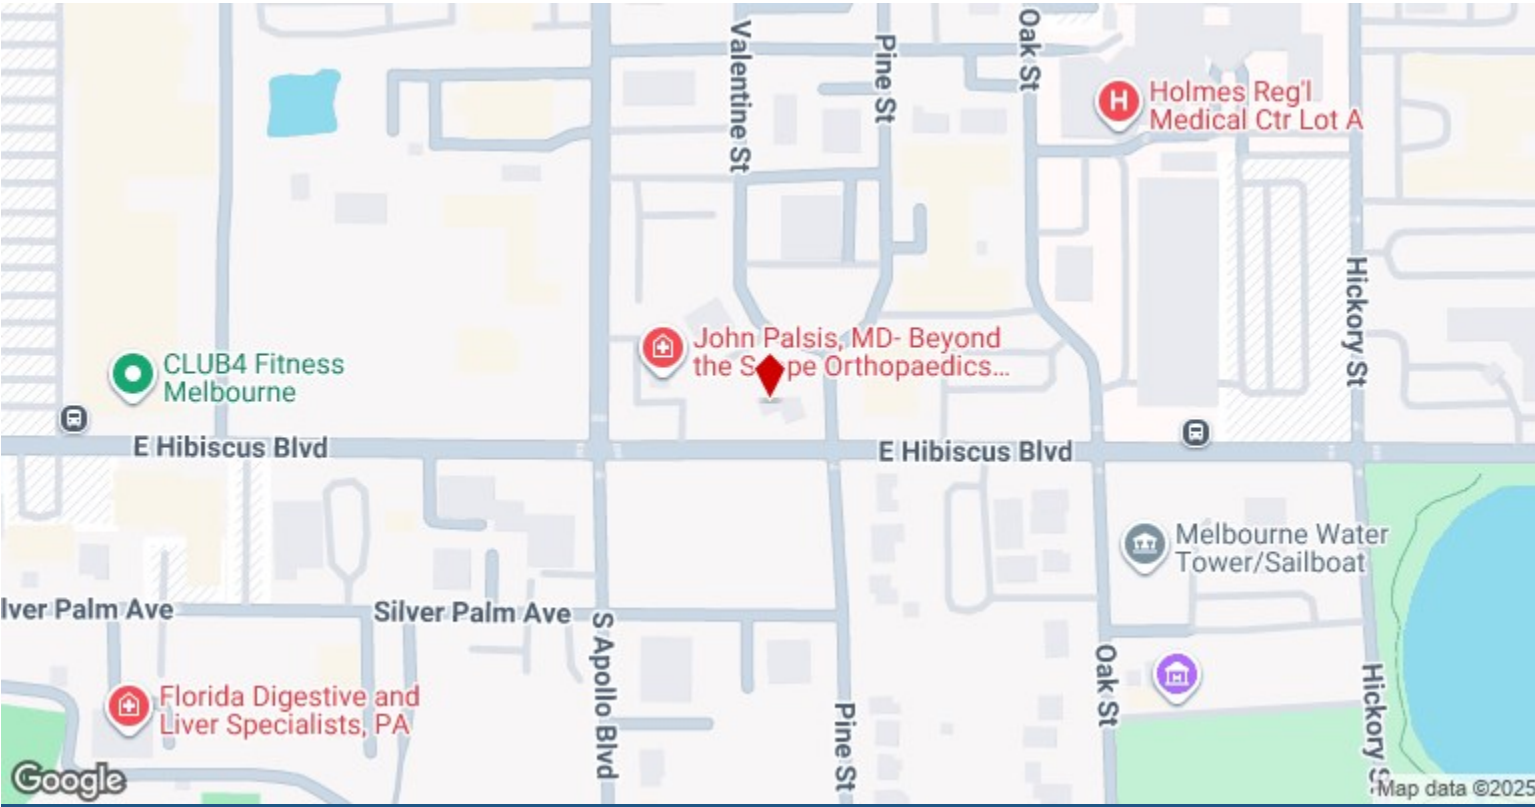 Valentine St
Pine St
Oak St
H
Holmes Reg'l
Medical Ctr Lot A
Hickory St
John Palsis, MD- Beyond
the Scope Orthopaedics...
CLUB4 Fitness
Melbourne
E Hibiscus Blvd
E Hibiscus Blvd
Melbourne Water
Tower/Sailboat
lver Palm Ave
Silver Palm Ave
S Apollo Blvd
Oak St
Florida Digestive and
Liver Specialists, PA
Pine St
Hickory S
Google
Map data ©2025